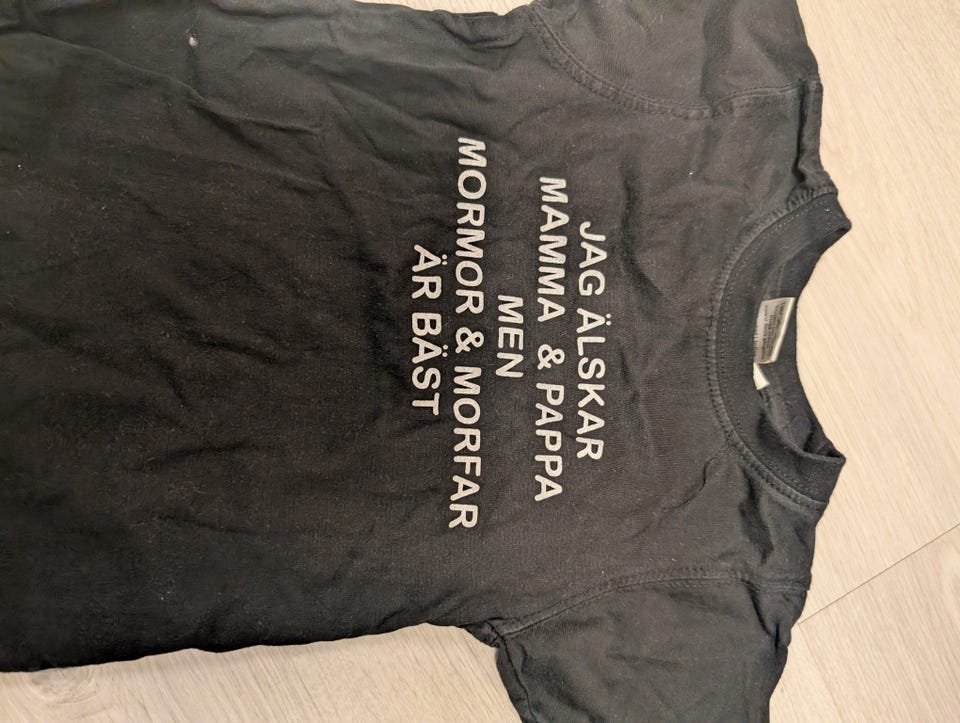 JAG ÄLSKAR
MAMMA & PAPPA
MEN
MORMOR & MORFAR
ÄR BÄST